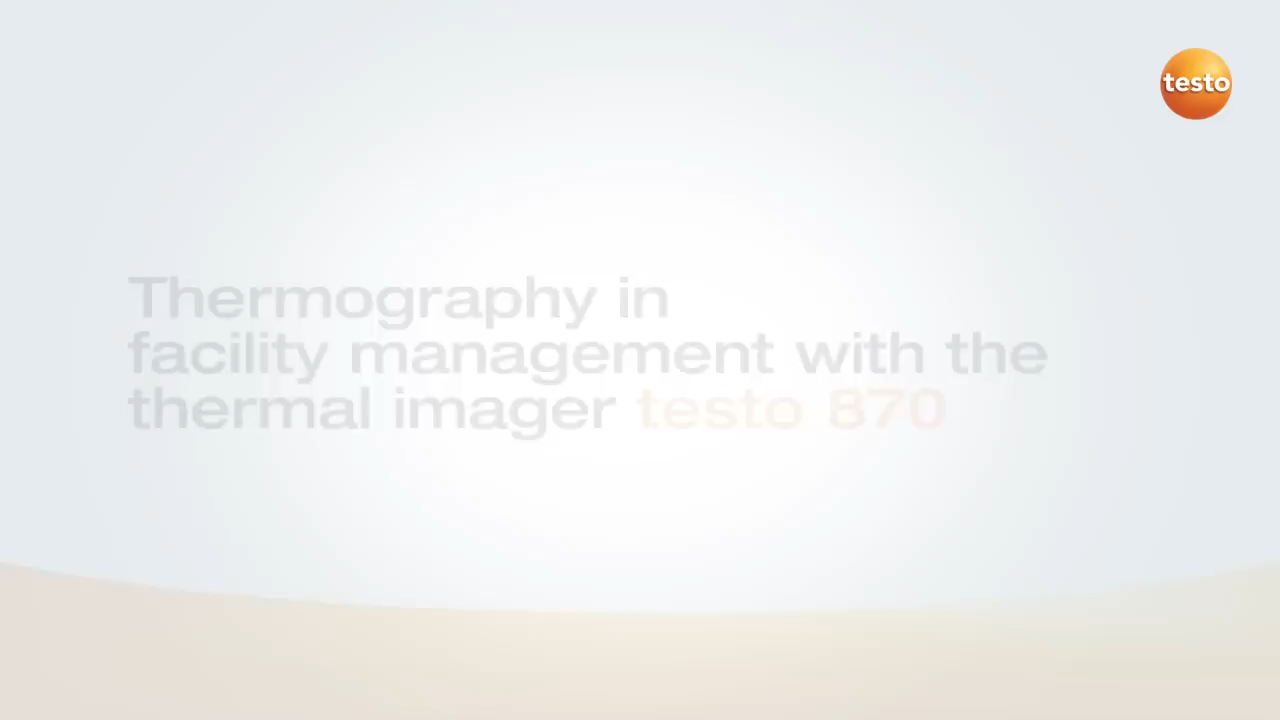 testo
Thermography in
facility management with the
thermal imager testo 870